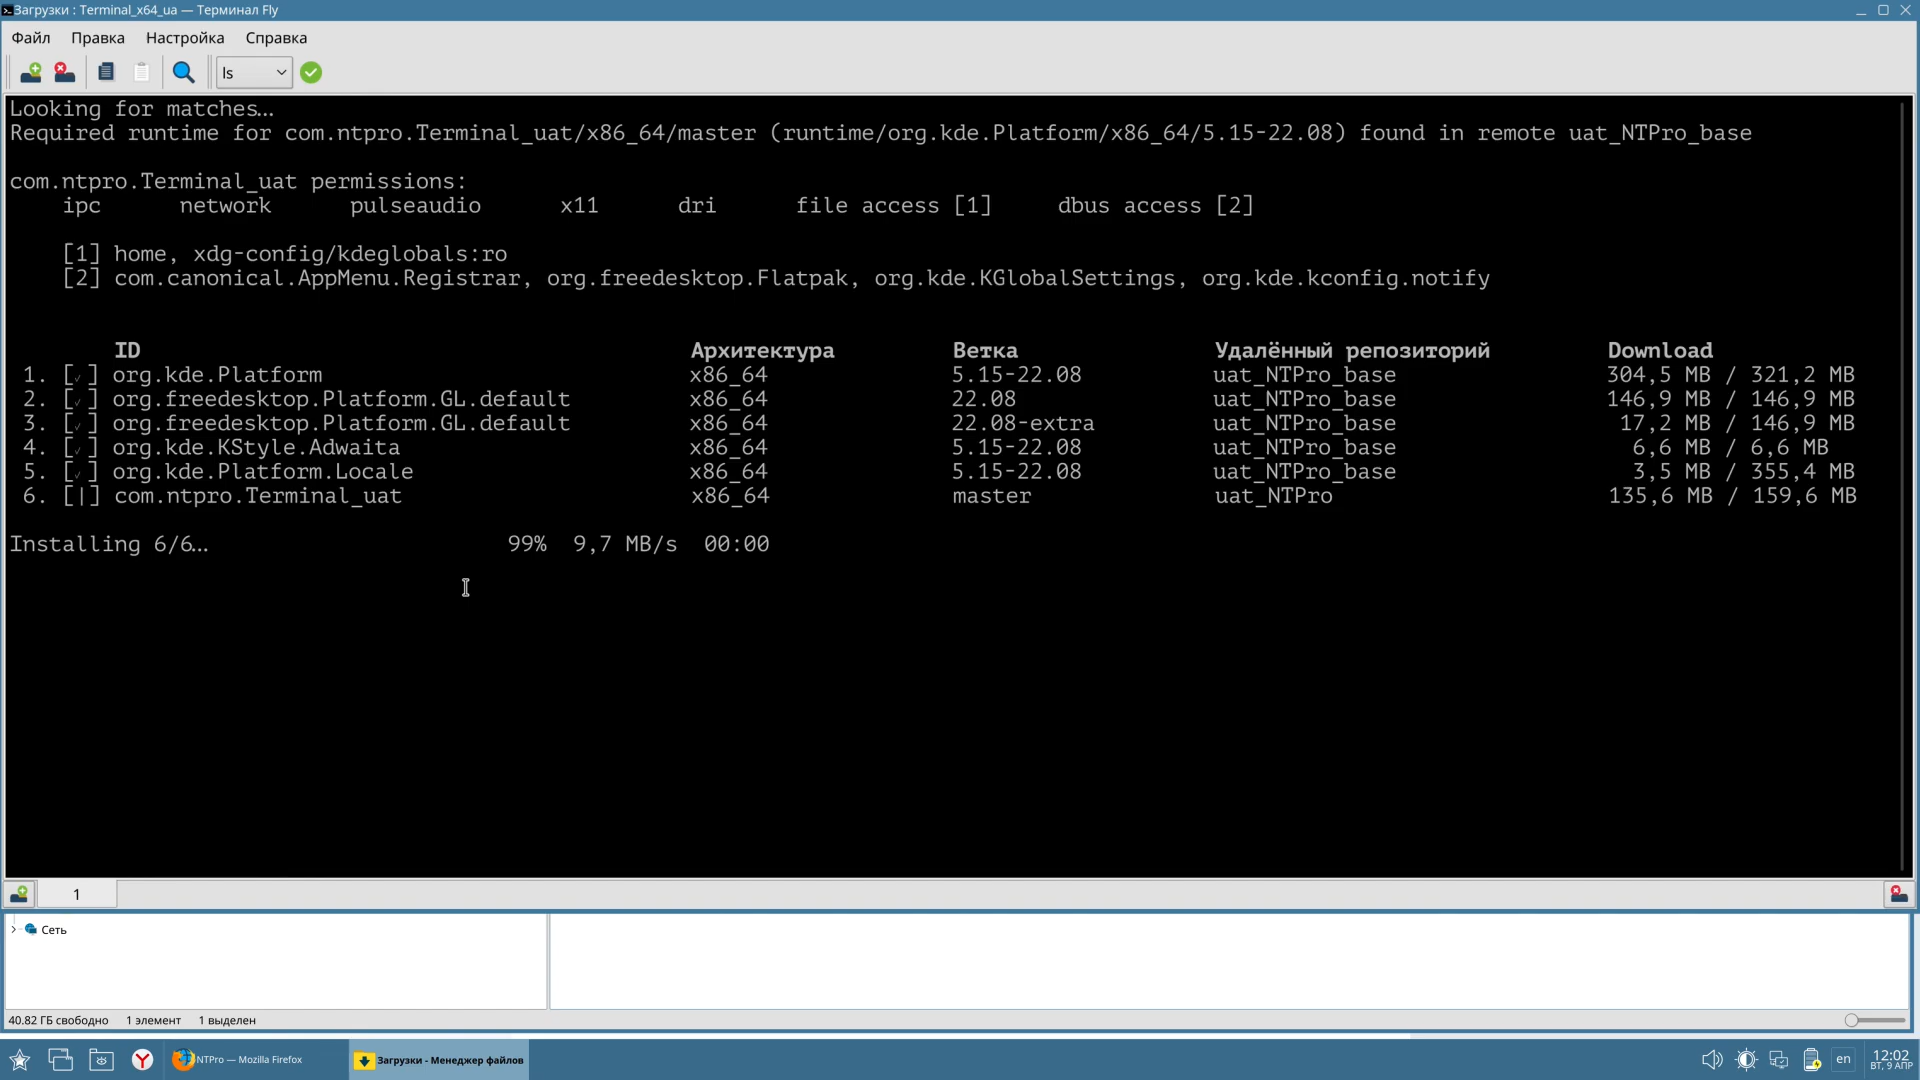 Загрузки : Terminal_x64_ua — Терминал Fly
Файл Правка Настройка Справка
ls
Looking for matches…
Required runtime for com.ntpro.Terminal_uat/x86_64/master (runtime/org.kde.Platform/x86_64/5.15-22.08) found in remote uat_NTPro_base
com.ntpro.Terminal_uat permissions:
ipc network pulseaudio x11 dri file access [1] dbus access [2]
[1] home, xdg-config/kdeglobals:ro
[2] com.canonical.AppMenu.Registrar, org.freedesktop.Flatpak, org.kde.KGlobalSettings, org.kde.kconfig.notify
ID Архитектура Ветка Удалённый репозиторий Download
1. [✓] org.kde.Platform x86_64 5.15-22.08 uat_NTPro_base 304,5 MB / 321,2 MB
2. [✓] org.freedesktop.Platform.GL.default x86_64 22.08 uat_NTPro_base 146,9 MB / 146,9 MB
3. [✓] org.freedesktop.Platform.GL.default x86_64 22.08-extra uat_NTPro_base 17,2 MB / 146,9 MB
4. [✓] org.kde.KStyle.Adwaita x86_64 5.15-22.08 uat_NTPro_base 6,6 MB / 6,6 MB
5. [✓] org.kde.Platform.Locale x86_64 5.15-22.08 uat_NTPro_base 3,5 MB / 355,4 MB
6. [|] com.ntpro.Terminal_uat x86_64 master uat_NTPro 135,6 MB / 159,6 MB
Installing 6/6… 99% 9,7 MB/s 00:00
1
Сеть
40.82 ГБ свободно 1 элемент 1 выделен
NTPro — Mozilla Firefox
Загрузки - Менеджер файлов
en
12:02
ВТ, 9 АПР